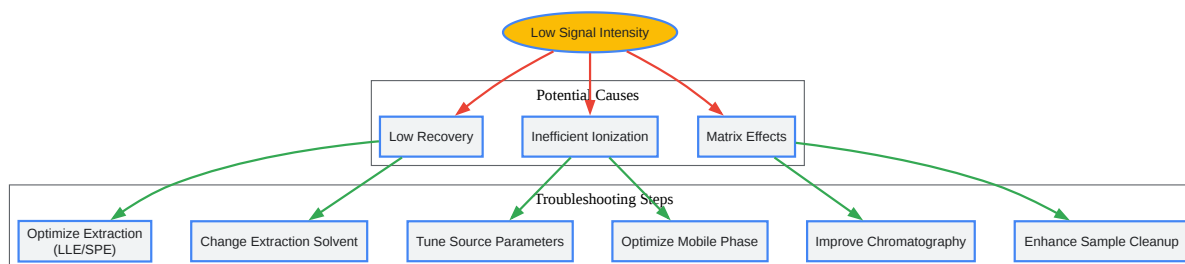 Low Signal Intensity
Potential Causes
Low Recovery
Inefficient Ionization
Matrix Effects
Troubleshooting Steps
Optimize Extraction
(LLE/SPE)
Change Extraction Solvent
Tune Source Parameters
Optimize Mobile Phase
Improve Chromatography
Enhance Sample Cleanup